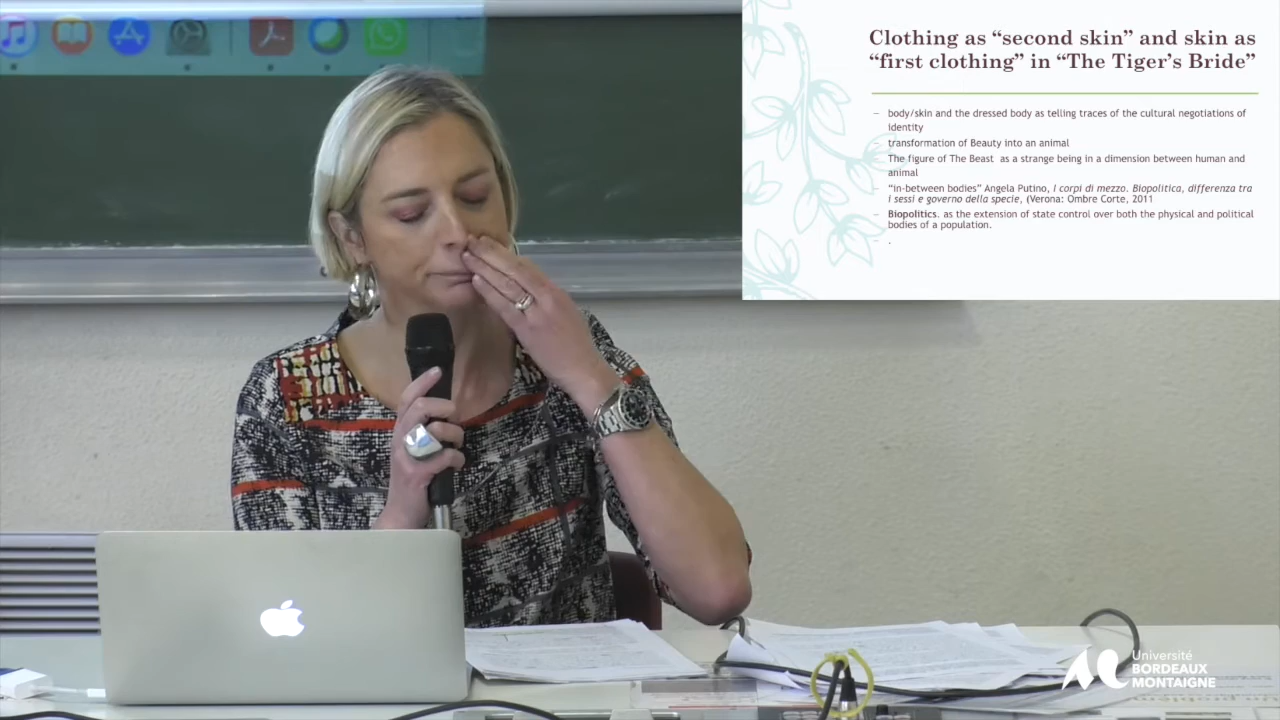 Clothing as “second skin” and skin as
“first clothing” in “The Tiger’s Bride”
– body/skin and the dressed body as telling traces of the cultural negotiations of
identity
– transformation of Beauty into an animal
– The figure of The Beast as a strange being in a dimension between human and
animal
– “in-between bodies” Angela Putino, I corpi di mezzo. Biopolitica, differenza tra
i sessi e governo della specie, (Verona: Ombre Corte, 2011
– Biopolitics. as the extension of state control over both the physical and political
bodies of a population.
– .
Université
BORDEAUX
MONTAIGNE